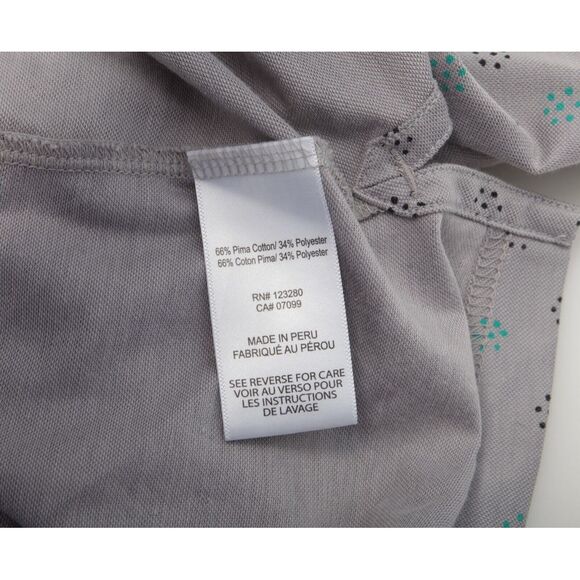 66% Pima Cotton/ 34% Polyester
66% Coton Pima/ 34% Polyester
RN# 123280
CA# 07099
MADE IN PERU
FABRIQUÉ AU PÉROU
SEE REVERSE FOR CARE
VOIR AU VERSO POUR
LES INSTRUCTIONS
DE LAVAGE